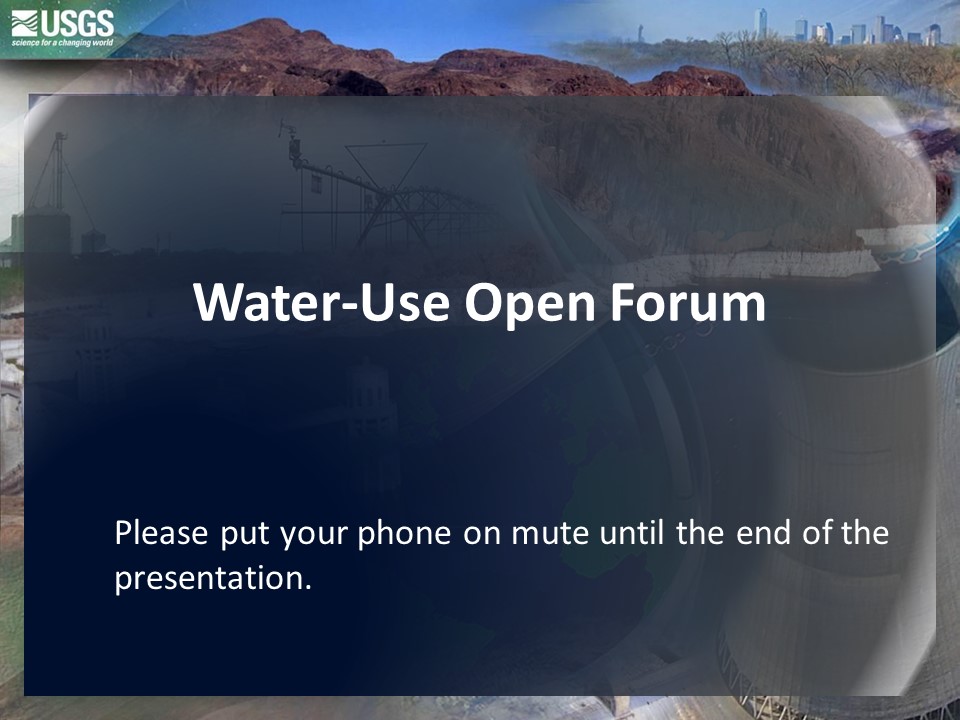 USGS
science for a changing world
Water-Use Open Forum
Please put your phone on mute until the end of the
presentation.